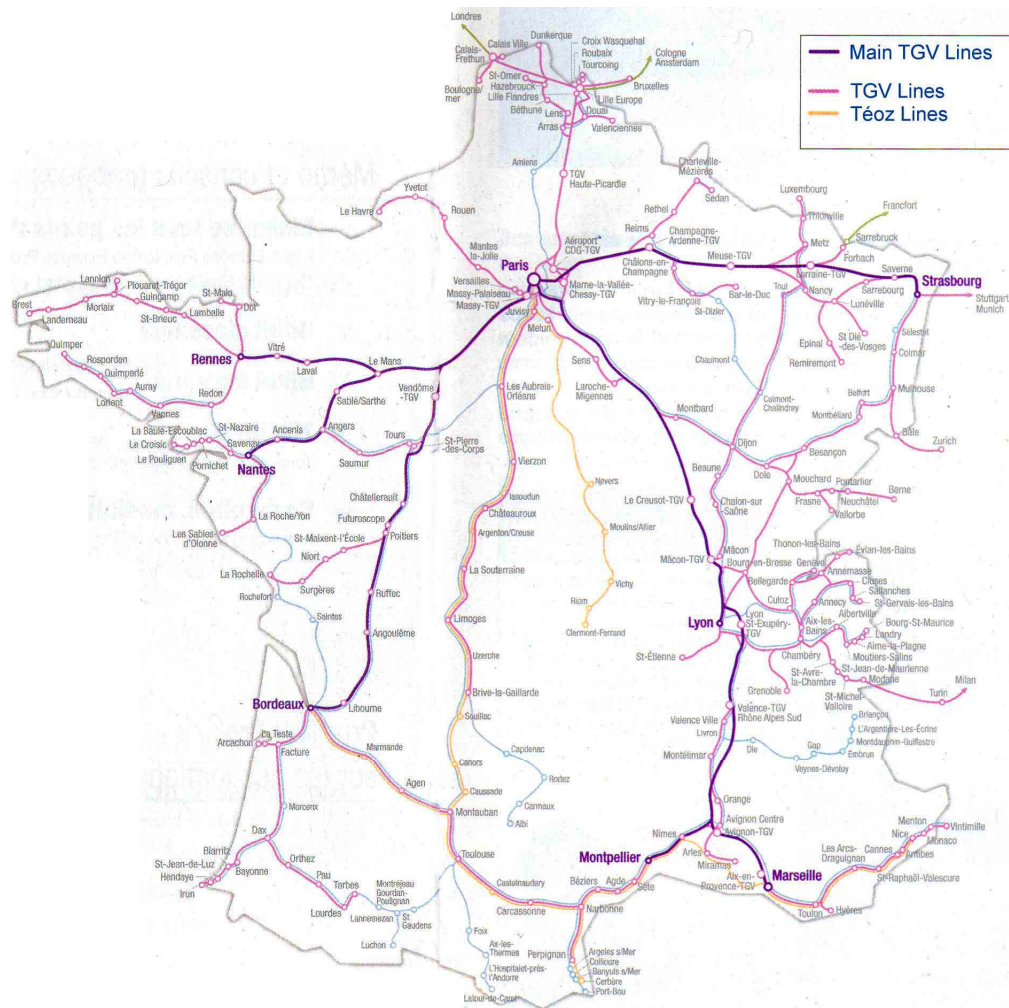 Londres
Calais Ville
Dunkerque
Croix Wasquehal
Roubaix
Tourcoing
Cologne
Amsterdam
Calais-
Frethun
St-Omer
Hazebrouck
Lille Flandres
Lille Europe
Bruxelles
Boulogne/
mer
Béthune
Lens
Douai
Arras
Valenciennes
Main TGV Lines
TGV Lines
Téoz Lines
Amiens
TGV
Haute-Picardie
Charleville-
Mézières
Sedan
Rethel
Reims
Champagne-
Ardenne-TGV
Luxembourg
Thionville
Francfort
Sarrebruck
Metz
Forbach
Yvetot
Le Havre
Rouen
Mantes
la-Jolie
Versailles
Massy-Palaiseau
Massy-TGV
Aéroport
CDG-TGV
Paris
Marne-la-Vallée-
Chessy-TGV
Juvisy
Melun
Châlons-en-
Champagne
Meuse-TGV
Lorraine-TGV
Saverne
Strasbourg
Vitry-le-François
Bar-le-Duc
Toul
Nancy
Sarrebourg
Lunéville
Stuttgart
Munich
St-Dizier
Chaumont
Epinal
St Dié
-des-Vosges
Remiremont
Sélestat
Colmar
Mulhouse
Lannion
Plouaret-Trégor
Guingamp
St-Malo
Dol
Brest
Morlaix
Landerneau
St-Brieuc
Lamballe
Quimper
Rosporden
Quimperlé
Auray
Lorient
Vannes
Redon
Rennes
Vitré
Laval
Le Mans
Vendôme
-TGV
Sablé/Sarthe
Angers
Ancenis
St-Nazaire
La Baule-Escoublac
Le Croisic
Le Pouliguen
Pornichet
Savenay
Nantes
Saumur
Tours
St-Pierre
-des-Corps
Les Aubrais-
Orléans
Sens
Laroche-
Migennes
Montbard
Culmont-
Chalindrey
Belfort
Montbéliard
Bâle
Zurich
Dijon
Besançon
Dole
Mouchard
Pontarlier
Frasne
Neuchâtel
Vallorbe
Berne
Beaune
Chalon-sur
Saône
Le Creusot-TGV
Vierzon
Issoudun
Châteauroux
Argenton/Creuse
Nevers
Moulins/Allier
Vichy
Riom
Clermont-Ferrand
Châtellerault
Futuroscope
Poitiers
La Roche/Yon
Les Sables-
d'Olonne
St-Maixent-l'École
Niort
La Rochelle
Surgères
Rochefort
Saintes
Ruffec
Angoulême
La Souterraine
Limoges
Uzerche
Brive-la-Gaillarde
Mâcon
Mâcon-TGV
Bourg-en-Bresse
Thonon-les-Bains
Évian-les-Bains
Genève
Annemasse
Bellegarde
Cluses
Sallanches
St-Gervais-les-Bains
Culoz
Annecy
Lyon
Lyon
St-Exupéry-
TGV
Aix-les-
Bains
Albertville
Bourg-St-Maurice
Landry
Aime-la-Plagne
Moutiers-Salins
St-Étienne
Chambéry
St-Avre-
la-Chambre
St-Jean-de-Maurienne
Modane
St-Michel-
Valloire
Grenoble
Turin
Milan
Bordeaux
Libourne
Arcachon
La Teste
Facture
Marmande
Agen
Souillac
Caussade
Montauban
Capdenac
Rodez
Carmaux
Albi
Valence-TGV
Rhône Alpes Sud
Valence Ville
Livron
Montélimar
Die
Gap
Veynes-Dévoluy
Embrun
Briançon
L'Argentière-Les-Écrins
Montdauphin-Guillestre
Orange
Avignon Centre
Avignon-TGV
Morcenx
Dax
Biarritz
St-Jean-de-Luz
Hendaye
Irun
Bayonne
Orthez
Pau
Tarbes
Lourdes
Lannemezan
Luchon
St
Gaudens
Toulouse
Castelnaudary
Carcassonne
Foix
Ax-les-
Thermes
L'Hospitalet-près-
l'Andorre
Béziers
Agde
Sète
Narbonne
Perpignan
Argeles s/Mer
Collioure
Banyuls s/Mer
Cerbère
Port-Bou
Montpellier
Nimes
Arles
Miramas
Aix-en-
Provence-TGV
Marseille
Toulon
Hyères
Les Arcs-
Draguignan
St-Raphaël-Valescure
Cannes
Antibes
Nice
Monaco
Menton
Vintimille